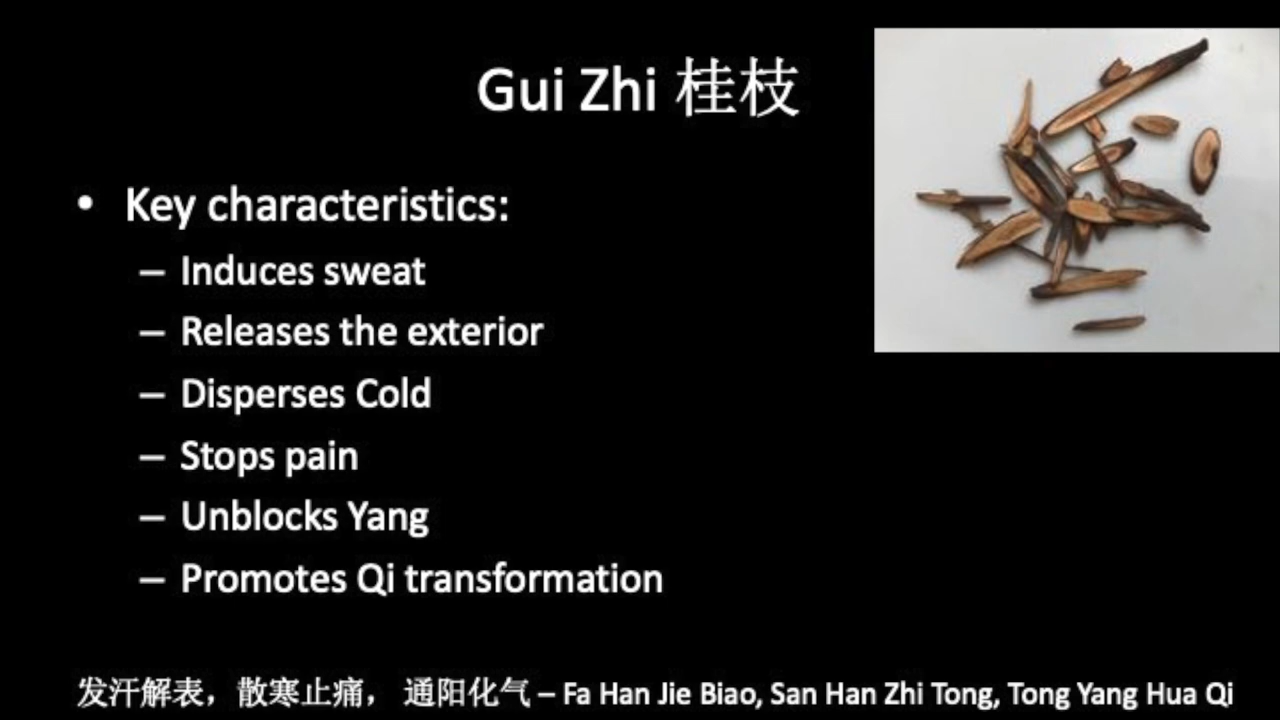 Gui Zhi 桂枝
• Key characteristics:
– Induces sweat
– Releases the exterior
– Disperses Cold
– Stops pain
– Unblocks Yang
– Promotes Qi transformation
发汗解表，散寒止痛， 通阳化气 – Fa Han Jie Biao, San Han Zhi Tong, Tong Yang Hua Qi